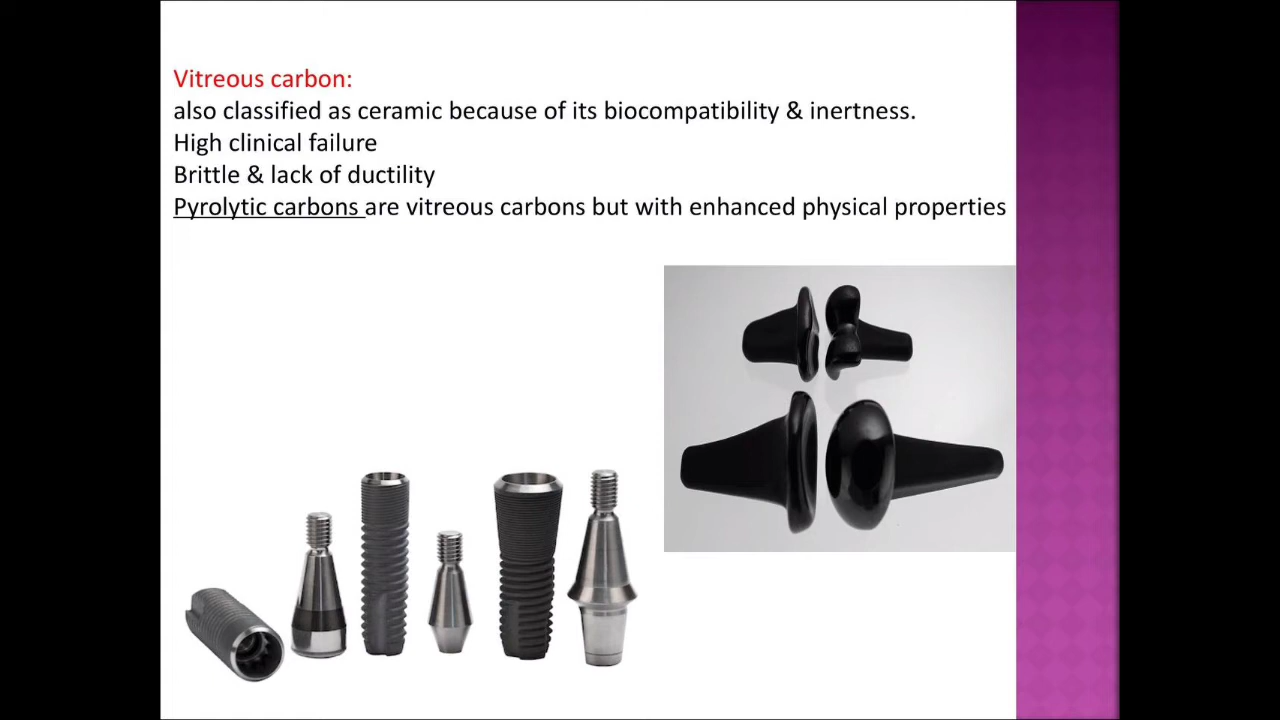 Vitreous carbon:
also classified as ceramic because of its biocompatibility & inertness.
High clinical failure
Brittle & lack of ductility
Pyrolytic carbons are vitreous carbons but with enhanced physical properties